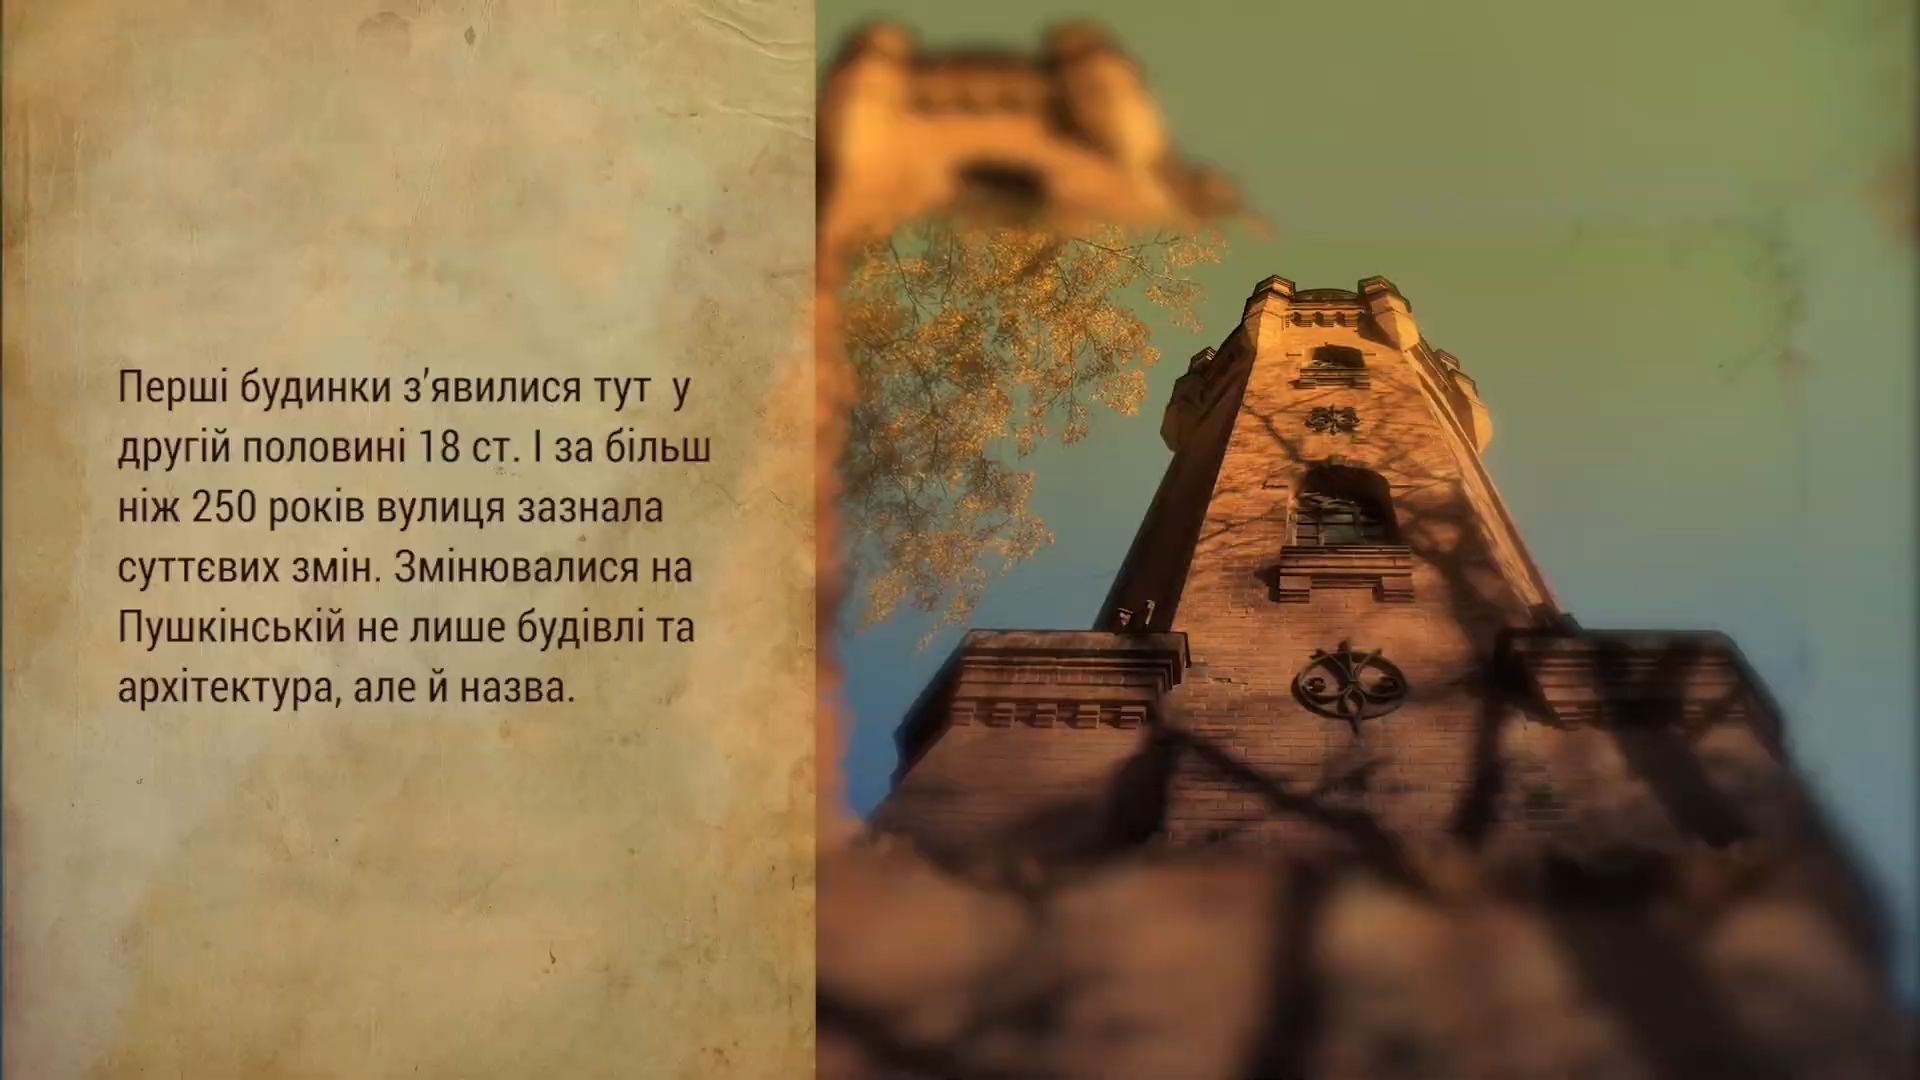 Перші будинки з’явилися тут  у
другій половині 18 ст. І за більш
ніж 250 років вулиця зазнала
суттєвих змін. Змінювалися на
Пушкінській не лише будівлі та
архітектура, але й назва.